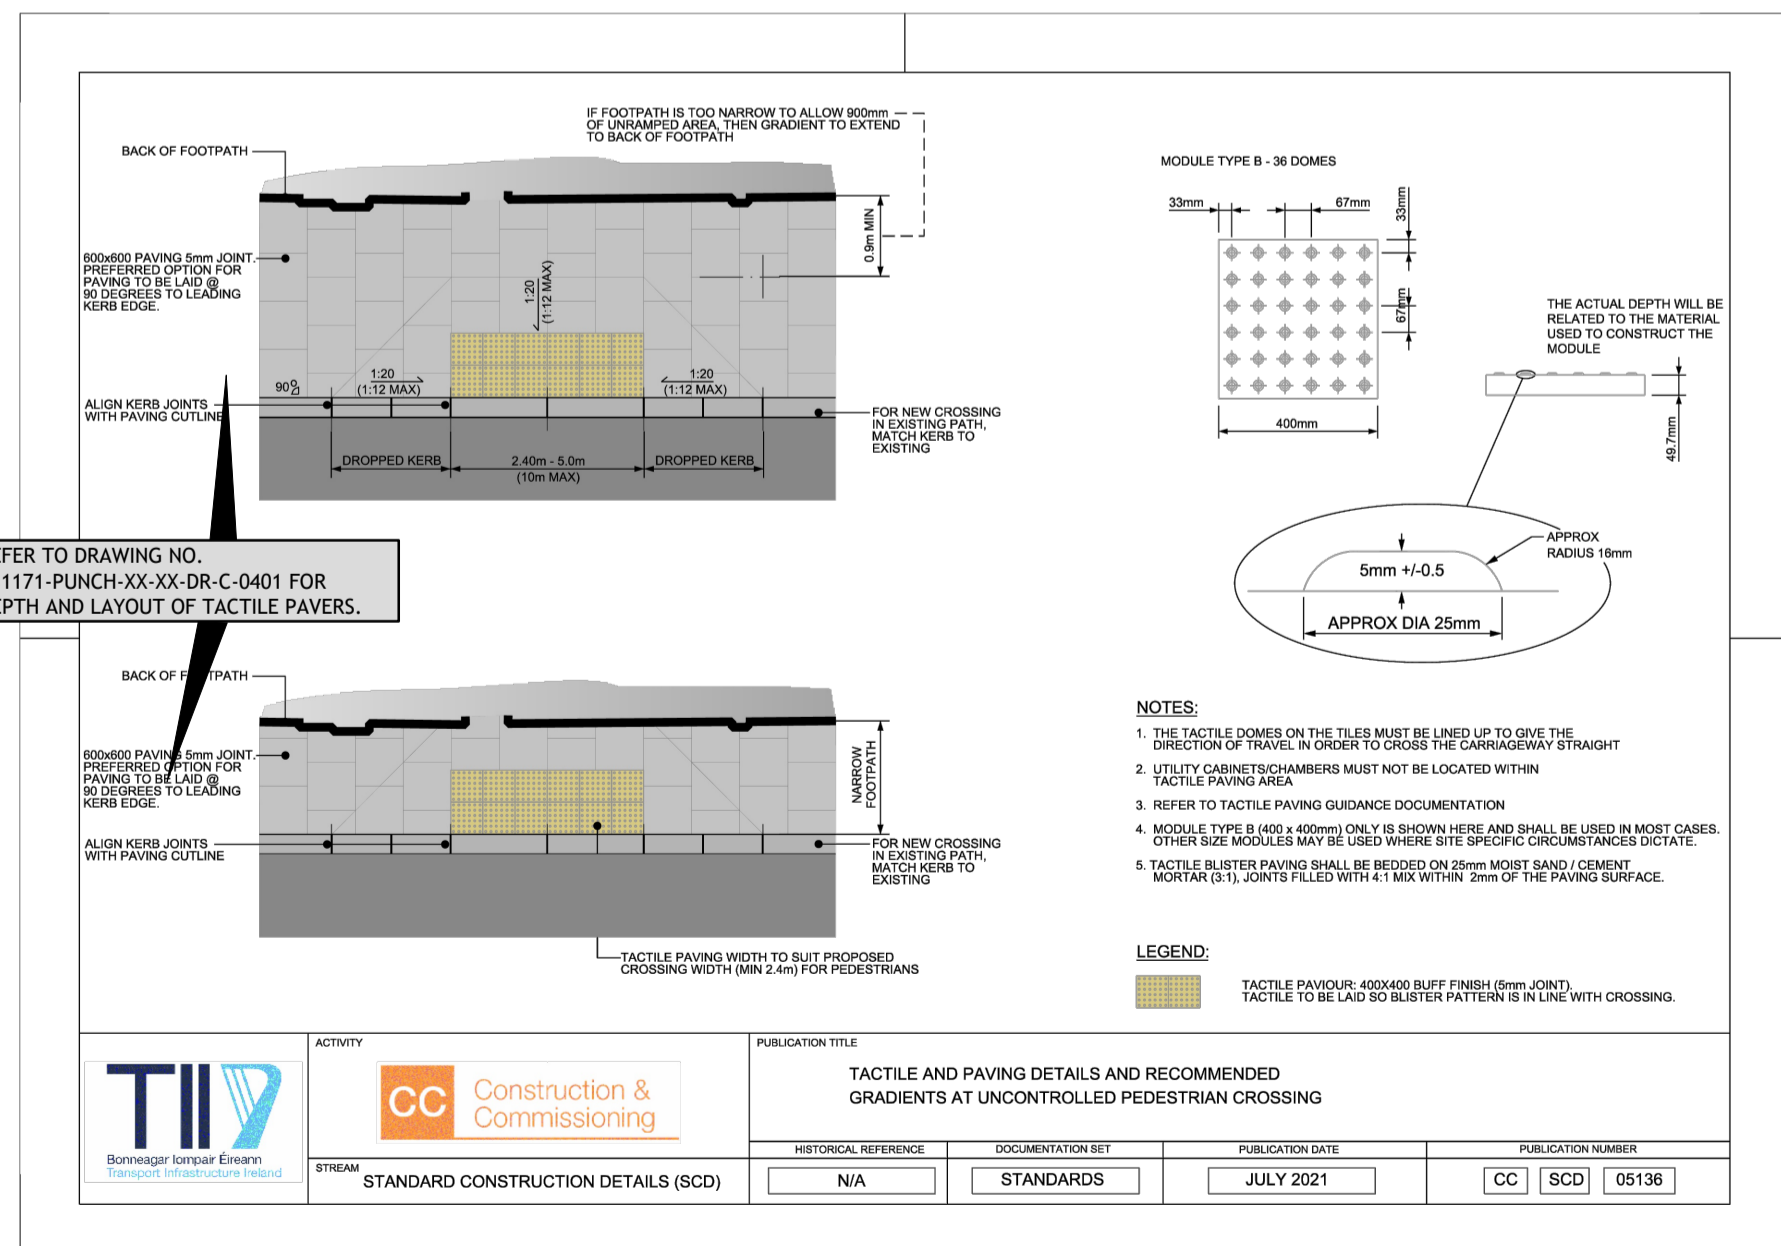 IF FOOTPATH IS TOO NARROW TO ALLOW 900mm
OF UNRAMPED AREA, THEN GRADIENT TO EXTEND
TO BACK OF FOOTPATH
BACK OF FOOTPATH
600x600 PAVING 5mm JOINT.
PREFERRED OPTION FOR
PAVING TO BE LAID @
90 DEGREES TO LEADING
KERB EDGE.
0.9m MIN
1:20
(1:12 MAX)
90°
1:20
(1:12 MAX)
1:20
(1:12 MAX)
ALIGN KERB JOINTS
WITH PAVING CUTLINE
FOR NEW CROSSING
IN EXISTING PATH,
MATCH KERB TO
EXISTING
DROPPED KERB
2.40m - 5.0m
(10m MAX)
DROPPED KERB
MODULE TYPE B - 36 DOMES
33mm
67mm
33mm
67mm
400mm
THE ACTUAL DEPTH WILL BE
RELATED TO THE MATERIAL
USED TO CONSTRUCT THE
MODULE
49.7mm
APPROX
RADIUS 16mm
5mm +/-0.5
APPROX DIA 25mm
EFER TO DRAWING NO.
1171-PUNCH-XX-XX-DR-C-0401 FOR
EPTH AND LAYOUT OF TACTILE PAVERS.
BACK OF F TPATH
600x600 PAVING 5mm JOINT.
PREFERRED OPTION FOR
PAVING TO BE LAID @
90 DEGREES TO LEADING
KERB EDGE.
NARROW
FOOTPATH
ALIGN KERB JOINTS
WITH PAVING CUTLINE
FOR NEW CROSSING
IN EXISTING PATH,
MATCH KERB TO
EXISTING
TACTILE PAVING WIDTH TO SUIT PROPOSED
CROSSING WIDTH (MIN 2.4m) FOR PEDESTRIANS
NOTES:
1. THE TACTILE DOMES ON THE TILES MUST BE LINED UP TO GIVE THE
DIRECTION OF TRAVEL IN ORDER TO CROSS THE CARRIAGEWAY STRAIGHT
2. UTILITY CABINETS/CHAMBERS MUST NOT BE LOCATED WITHIN
TACTILE PAVING AREA
3. REFER TO TACTILE PAVING GUIDANCE DOCUMENTATION
4. MODULE TYPE B (400 x 400mm) ONLY IS SHOWN HERE AND SHALL BE USED IN MOST CASES.
OTHER SIZE MODULES MAY BE USED WHERE SITE SPECIFIC CIRCUMSTANCES DICTATE.
5. TACTILE BLISTER PAVING SHALL BE BEDDED ON 25mm MOIST SAND / CEMENT
MORTAR (3:1), JOINTS FILLED WITH 4:1 MIX WITHIN 2mm OF THE PAVING SURFACE.
LEGEND:
TACTILE PAVIOUR: 400X400 BUFF FINISH (5mm JOINT).
TACTILE TO BE LAID SO BLISTER PATTERN IS IN LINE WITH CROSSING.
TII
Bonneagar Iompair Éireann
Transport Infrastructure Ireland
ACTIVITY
CC
Construction &
Commissioning
STREAM
STANDARD CONSTRUCTION DETAILS (SCD)
PUBLICATION TITLE
TACTILE AND PAVING DETAILS AND RECOMMENDED
GRADIENTS AT UNCONTROLLED PEDESTRIAN CROSSING
HISTORICAL REFERENCE
N/A
DOCUMENTATION SET
STANDARDS
PUBLICATION DATE
JULY 2021
PUBLICATION NUMBER
CC SCD 05136